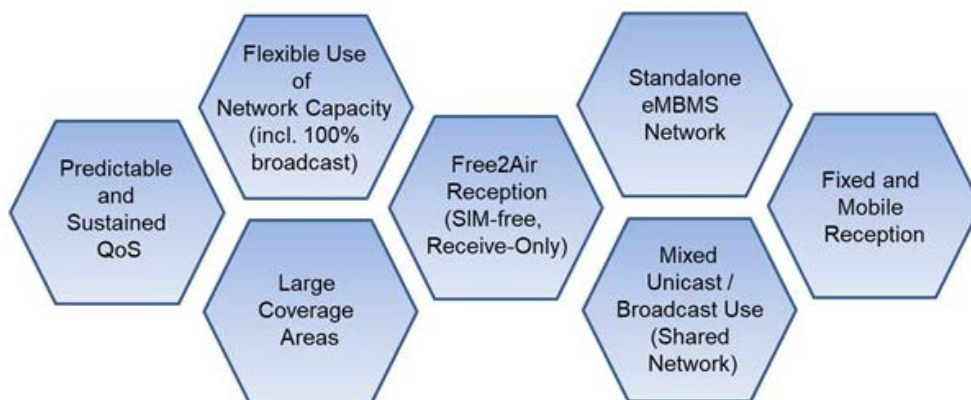 Predictable
and
Sustained
QoS
Flexible Use
of
Network Capacity
(incl. 100%
broadcast)
Large
Coverage
Areas
Free2Air
Reception
(SIM-free,
Receive-Only)
Standalone
eMBMS
Network
Mixed
Unicast /
Broadcast Use
(Shared
Network)
Fixed and
Mobile
Reception